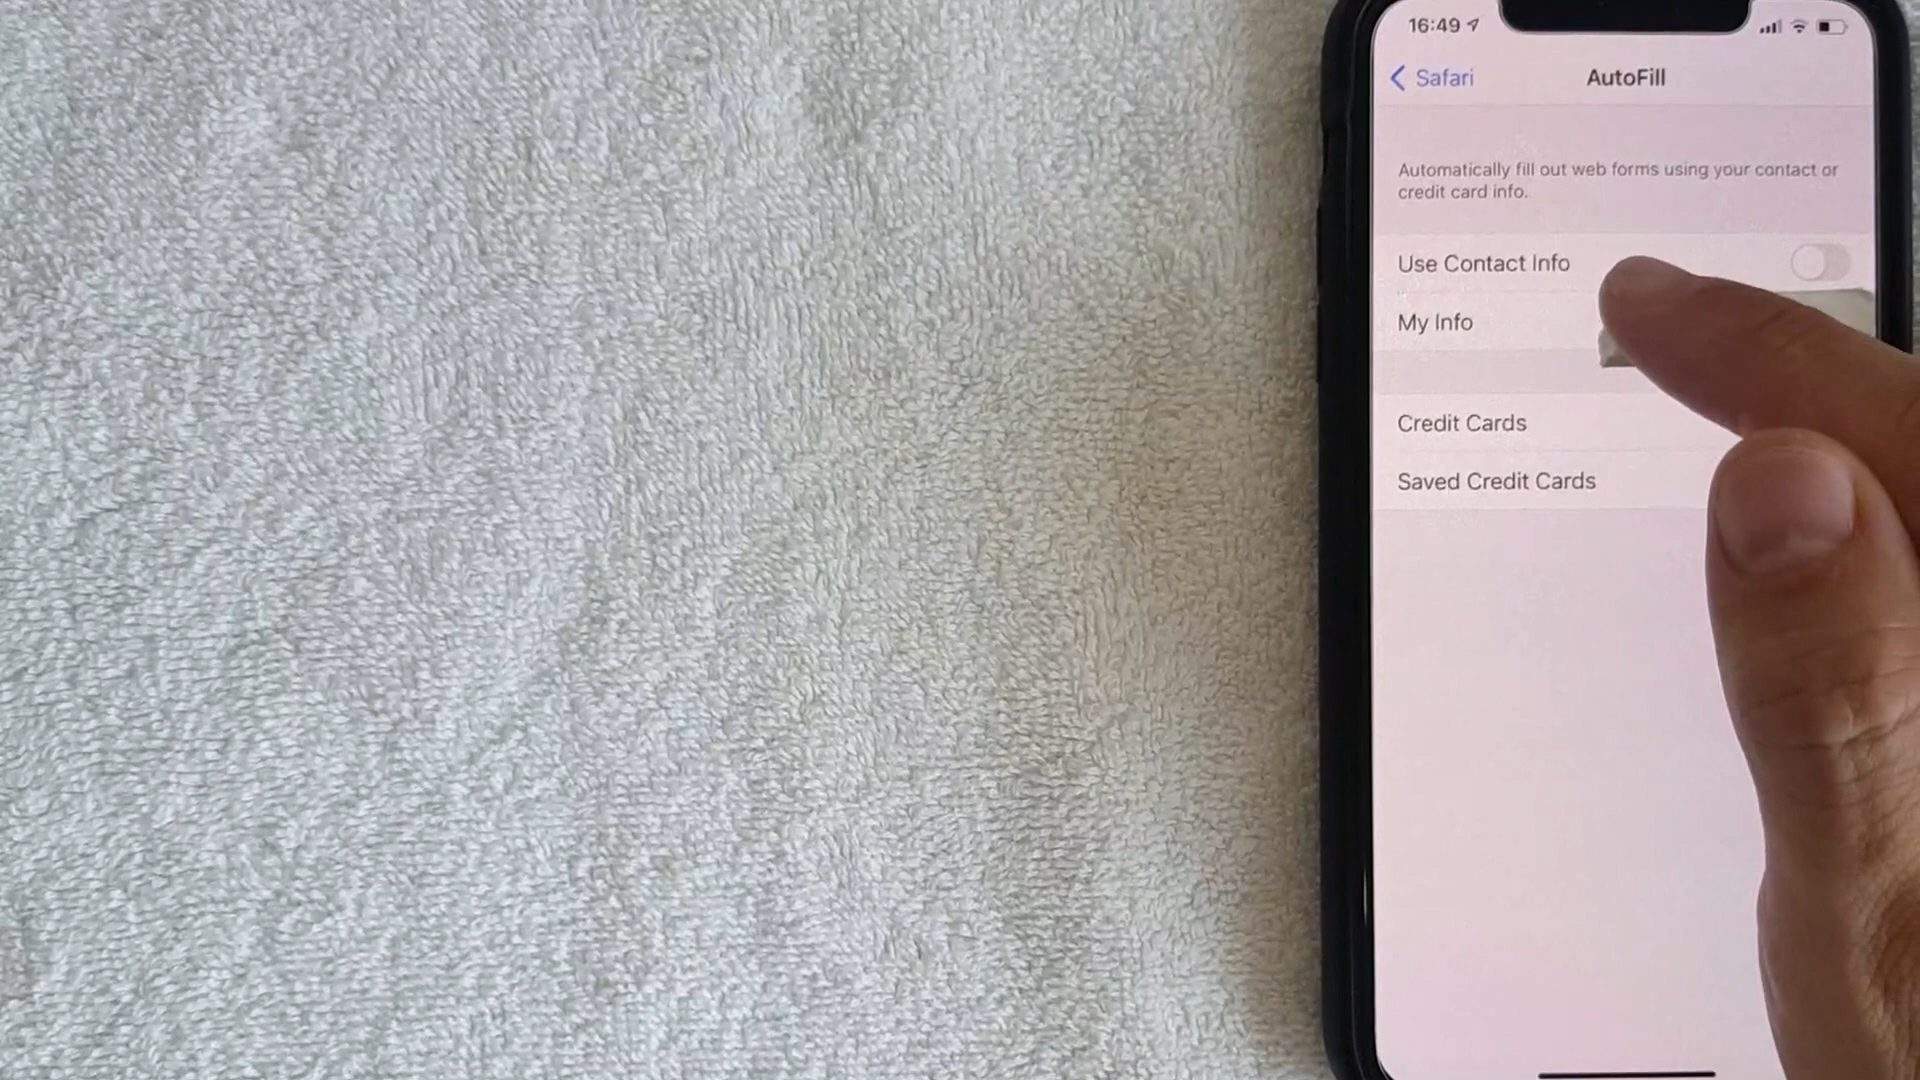 16:49
Safari
AutoFill
Automatically fill out web forms using your contact or
credit card info.
Use Contact Info
My Info
Credit Cards
Saved Credit Cards